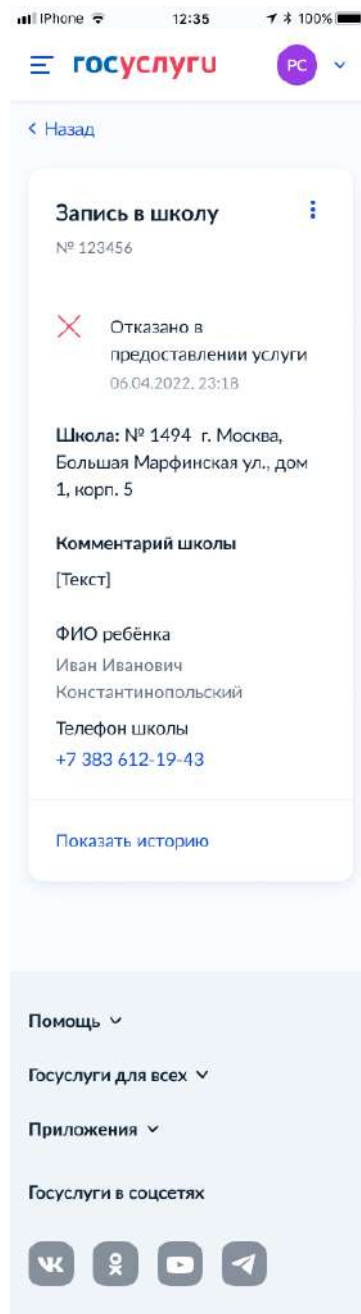 iPhone 12:35 100%
госуслуги РС
Назад
Запись в школу
№ 123456
Отказано в
предоставлении услуги
06.04.2022, 23:18
Школа: № 1494 г. Москва,
Большая Марфинская ул., дом
1, корп. 5
Комментарий школы
[Текст]
ФИО ребёнка
Иван Иванович
Константинопольский
Телефон школы
+7 383 612-19-43
Показать историю
Помощь
Госуслуги для всех
Приложения
Госуслуги в соцсетях